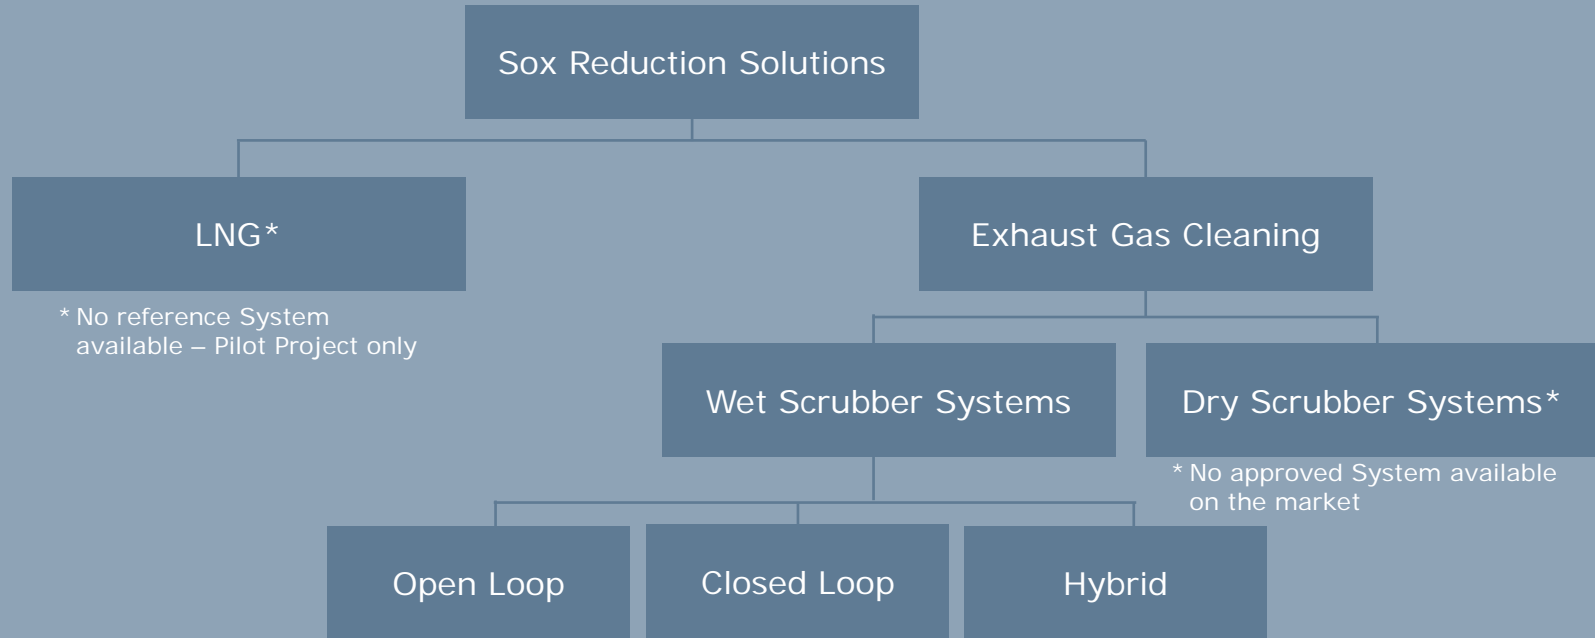 Sox Reduction Solutions
LNG*
Exhaust Gas Cleaning
* No reference System
available – Pilot Project only
Wet Scrubber Systems
Dry Scrubber Systems*
* No approved System available
on the market
Open Loop
Closed Loop
Hybrid